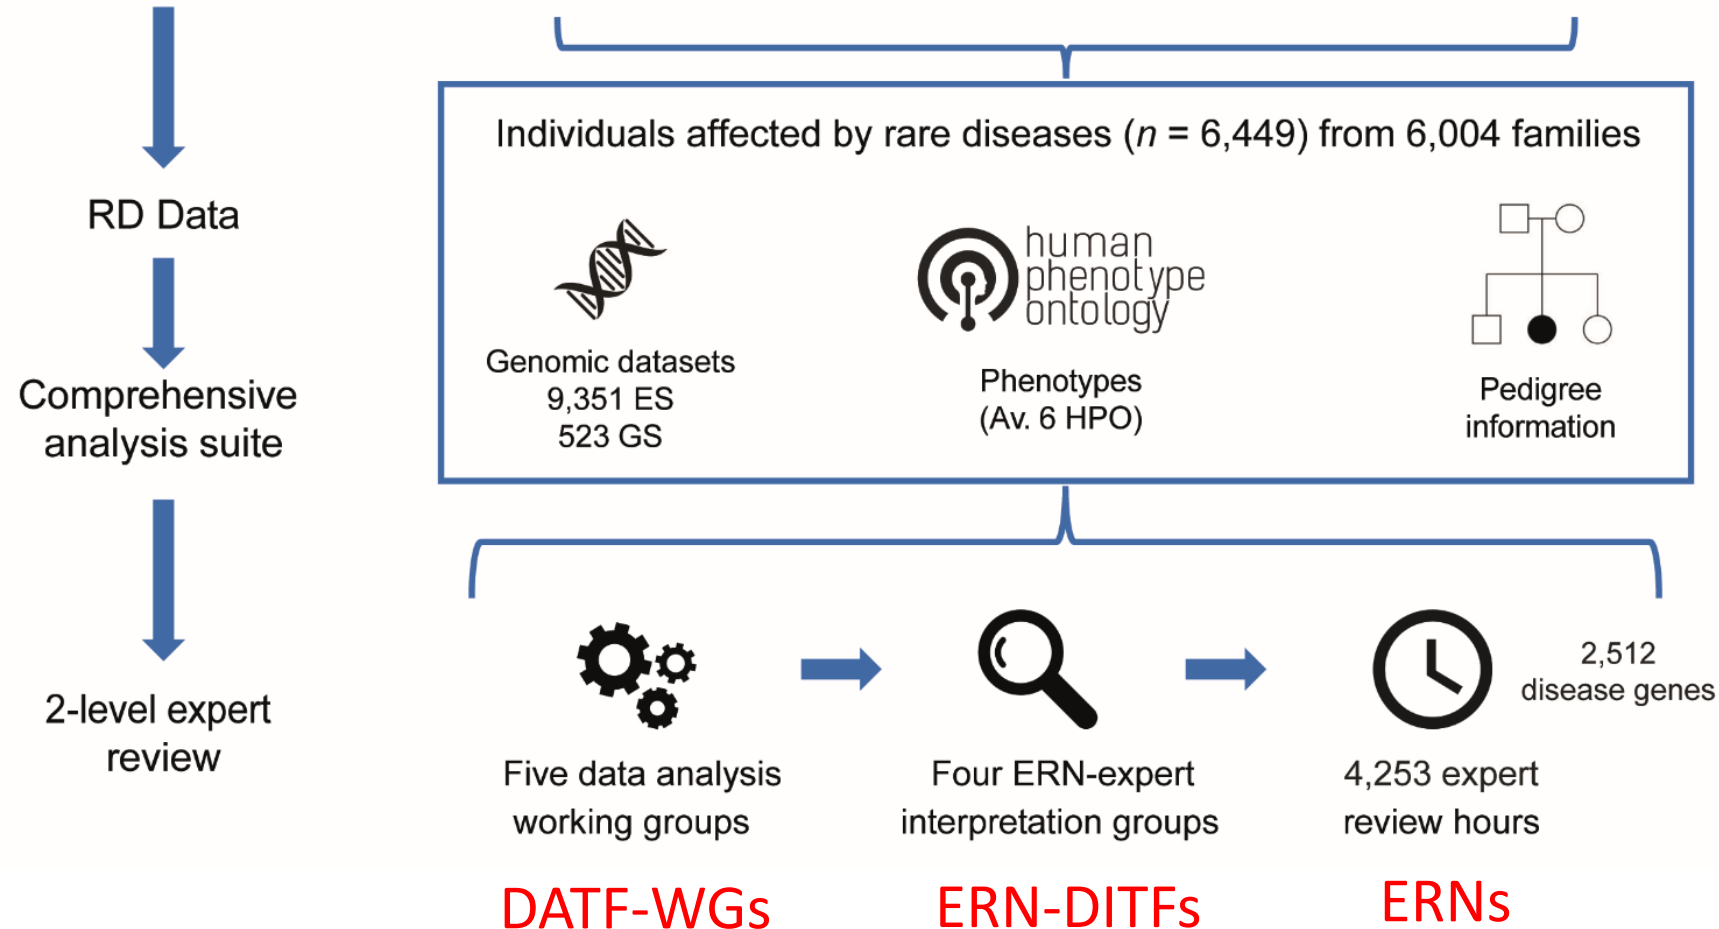 RD Data
Comprehensive
analysis suite
2-level expert
review
Individuals affected by rare diseases (n = 6,449) from 6,004 families
Genomic datasets
9,351 ES
523 GS
human
phenotype
ontology
Phenotypes
(Av. 6 HPO)
Pedigree
information
Five data analysis
working groups
Four ERN-expert
interpretation groups
4,253 expert
review hours
2,512
disease genes
DATF-WGs
ERN-DITFs
ERNs